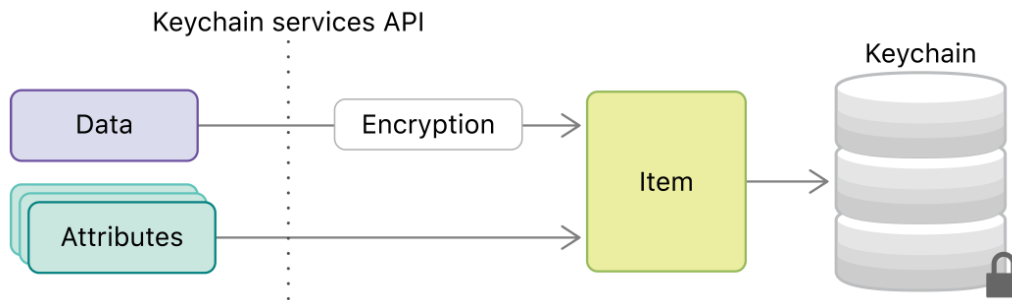 Keychain services API
Keychain
Data
Encryption
Item
Attributes